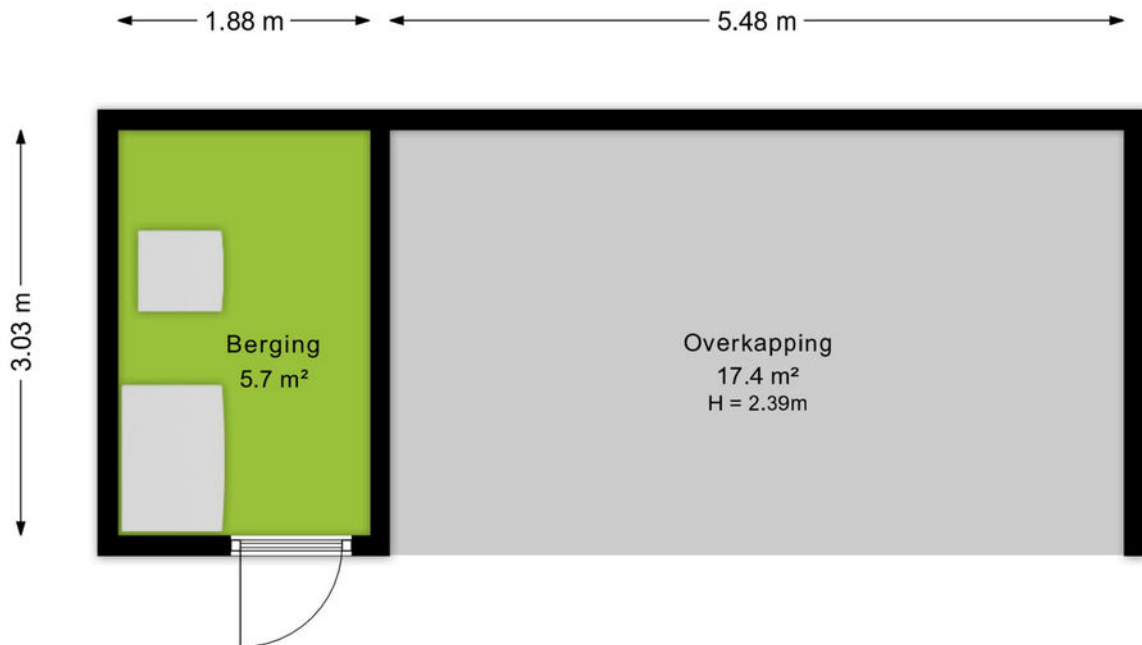 1.88 m
5.48 m
3.03 m
Berging
5.7 m²
Overkapping
17.4 m²
H = 2.39m